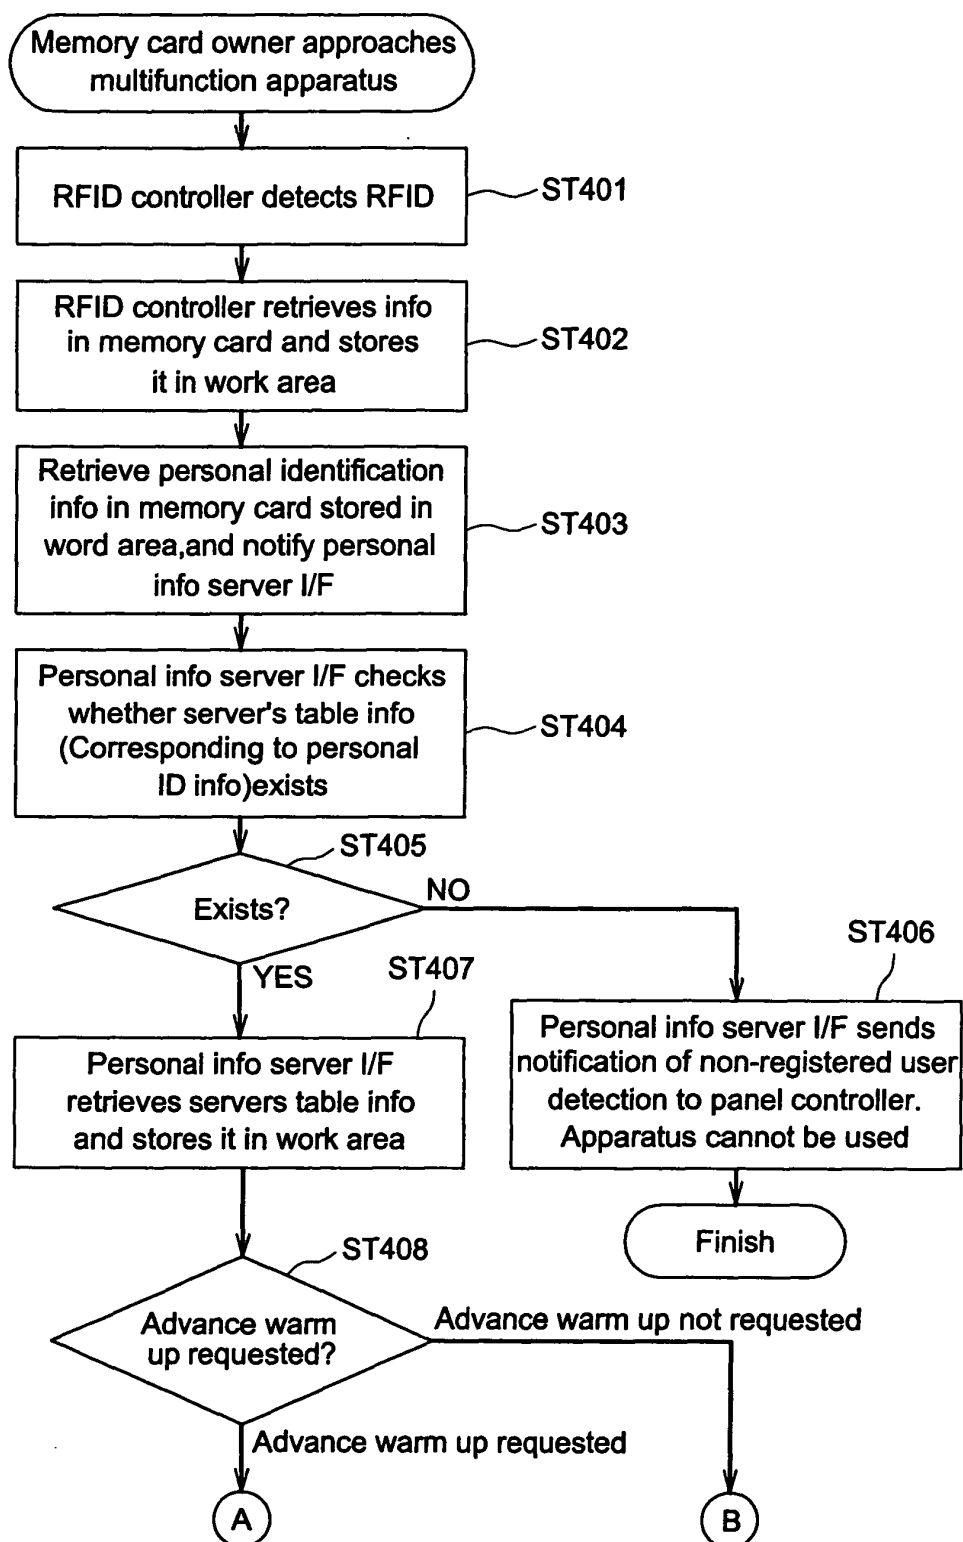 Memory card owner approaches
multifunction apparatus
RFID controller detects RFID
ST401
RFID controller retrieves info
in memory card and stores
it in work area
ST402
Retrieve personal identification
info in memory card stored in
word area,and notify personal
info server I/F
ST403
Personal info server I/F checks
whether server's table info
(Corresponding to personal
ID info)exists
ST404
ST405
Exists?
NO
YES
ST406
Personal info server I/F sends
notification of non-registered user
detection to panel controller.
Apparatus cannot be used
Finish
ST407
Personal info server I/F
retrieves servers table info
and stores it in work area
ST408
Advance warm
up requested?
Advance warm up not requested
Advance warm up requested
A
B